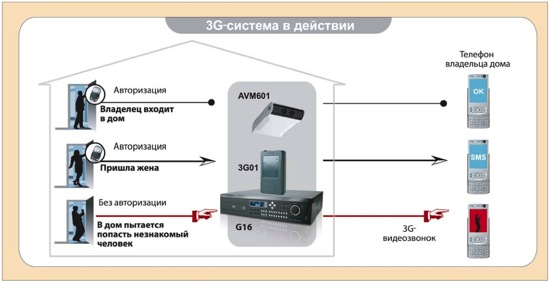 3G-система в действии
Телефон
владельца дома
Авторизация
Владелец входит
в дом
AVM601
OK
Авторизация
Пришла жена
3G01
SMS
Без авторизации
В дом пытается
попасть незнакомый
человек
G16
3G-
видеозвонок